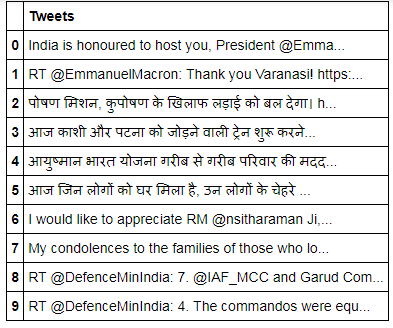 Tweets
0 India is honoured to host you, President @Emma...
1 RT @EmmanuelMacron: Thank you Varanasi! https:...
2 पोषण मिशन, कुपोषण के खिलाफ लड़ाई को बल देगा। h...
3 आज काशी और पटना को जोड़ने वाली ट्रेन शुरू करने...
4 आयुष्मान भारत योजना गरीब से गरीब परिवार की मदद...
5 आज जिन लोगों को घर मिला है, उन लोगों के चेहरे ...
6 I would like to appreciate RM @nsitharaman Ji,...
7 My condolences to the families of those who lo...
8 RT @DefenceMinIndia: 7. @IAF_MCC and Garud Com...
9 RT @DefenceMinIndia: 4. The commandos were equ...